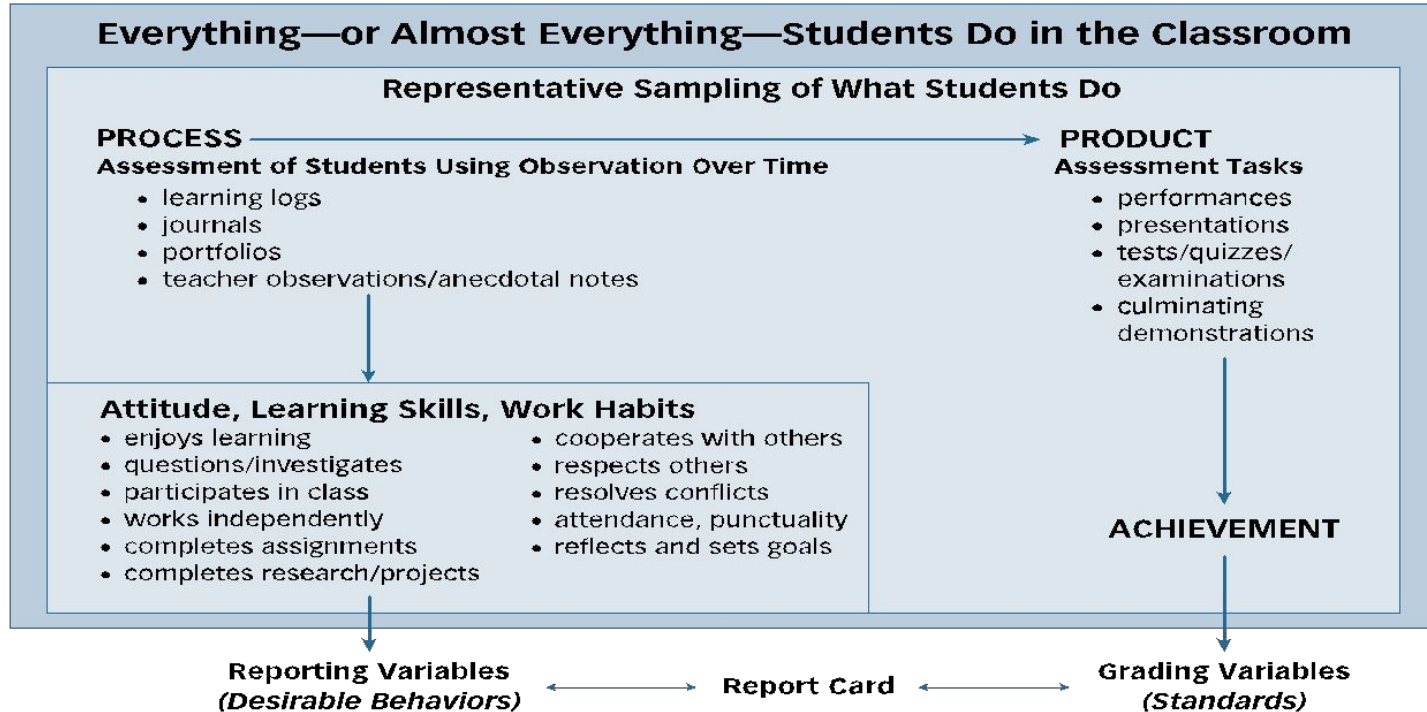 Everything—or Almost Everything—Students Do in the Classroom
Representative Sampling of What Students Do
PROCESS
Assessment of Students Using Observation Over Time
• learning logs
• journals
• portfolios
• teacher observations/anecdotal notes
PRODUCT
Assessment Tasks
• performances
• presentations
• tests/quizzes/
examinations
• culminating
demonstrations
Attitude, Learning Skills, Work Habits
• enjoys learning
• questions/investigates
• participates in class
• works independently
• completes assignments
• completes research/projects
• cooperates with others
• respects others
• resolves conflicts
• attendance, punctuality
• reflects and sets goals
ACHIEVEMENT
Reporting Variables
(Desirable Behaviors)
Report Card
Grading Variables
(Standards)